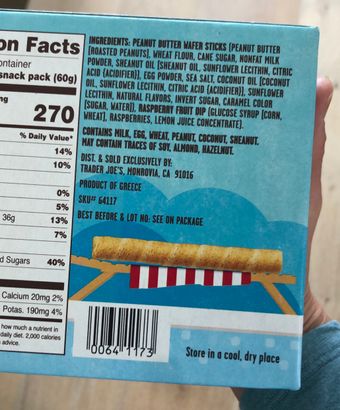 on Facts
ontainer
snack pack (60g)
ng
270
% Daily Value*
14%
10%
0%
5%
36g 13%
7%
d Sugars 40%
Calcium 20mg 2%
Potas. 190mg 4%
how much a nutrient in
daily diet. 2,000 calories
advice.
INGREDIENTS: PEANUT BUTTER WAFER STICKS (PEANUT BUTTER
[ROASTED PEANUTS], WHEAT FLOUR, CANE SUGAR, NONFAT MILK
POWDER, SHEANUT OIL [SHEANUT OIL, SUNFLOWER LECITHIN, CITRIC
ACID (ACIDIFIER)], EGG POWDER, SEA SALT, COCONUT OIL [COCONUT
OIL, SUNFLOWER LECITHIN, CITRIC ACID (ACIDIFIER)], SUNFLOWER
LECITHIN, NATURAL FLAVORS, INVERT SUGAR, CARAMEL COLOR
[SUGAR, WATER]), RASPBERRY FRUIT DIP (GLUCOSE SYRUP [CORN,
WHEAT], RASPBERRIES, LEMON JUICE CONCENTRATE).
CONTAINS MILK, EGG, WHEAT, PEANUT, COCONUT, SHEANUT.
MAY CONTAIN TRACES OF SOY, ALMOND, HAZELNUT.
DIST. & SOLD EXCLUSIVELY BY:
TRADER JOE'S, MONROVIA, CA 91016
PRODUCT OF GREECE
SKU# 64117
BEST BEFORE & LOT NO: SEE ON PACKAGE
0064 1173
Store in a cool, dry place